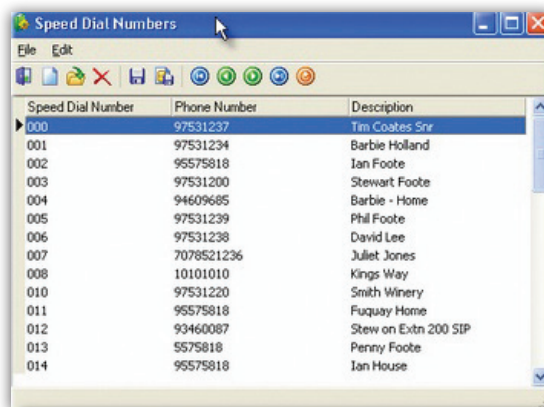 Speed Dial Numbers
File Edit
Speed Dial Number Phone Number Description
000 97531237 Tim Coates Snr
001 97531234 Barbie Holland
002 95575818 Ian Foote
003 97531200 Stewart Foote
004 94609685 Barbie - Home
005 97531239 Phil Foote
006 97531238 David Lee
007 7078521236 Juliet Jones
008 10101010 Kings Way
010 97531220 Smith Winery
011 95575818 Fuquay Home
012 93460087 Stew on Extn 200 SIP
013 5575818 Penny Foote
014 95575818 Ian House